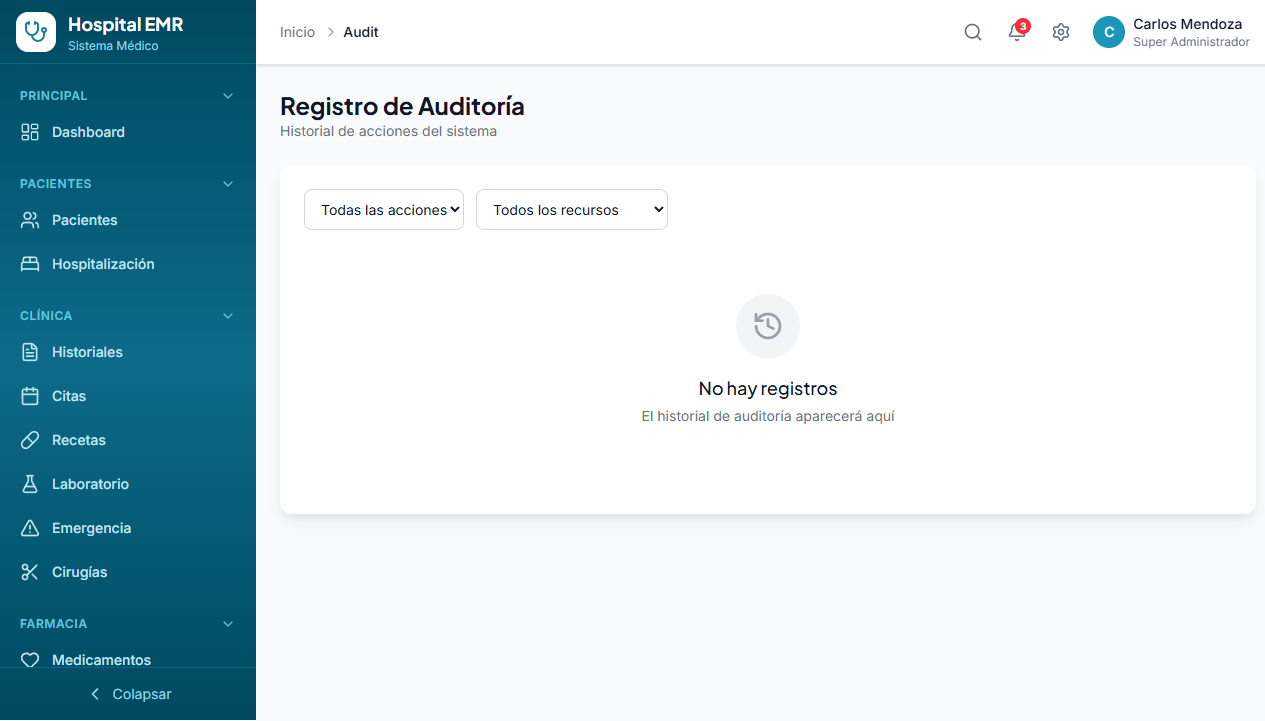 Hospital EMR
Sistema Médico
PRINCIPAL
Dashboard
PACIENTES
Pacientes
Hospitalización
CLÍNICA
Historiales
Citas
Recetas
Laboratorio
Emergencia
Cirugías
FARMACIA
Medicamentos
Colapsar
Inicio > Audit
3
C
Carlos Mendoza
Super Administrador
Registro de Auditoría
Historial de acciones del sistema
Todas las acciones
Todos los recursos
No hay registros
El historial de auditoría aparecerá aquí